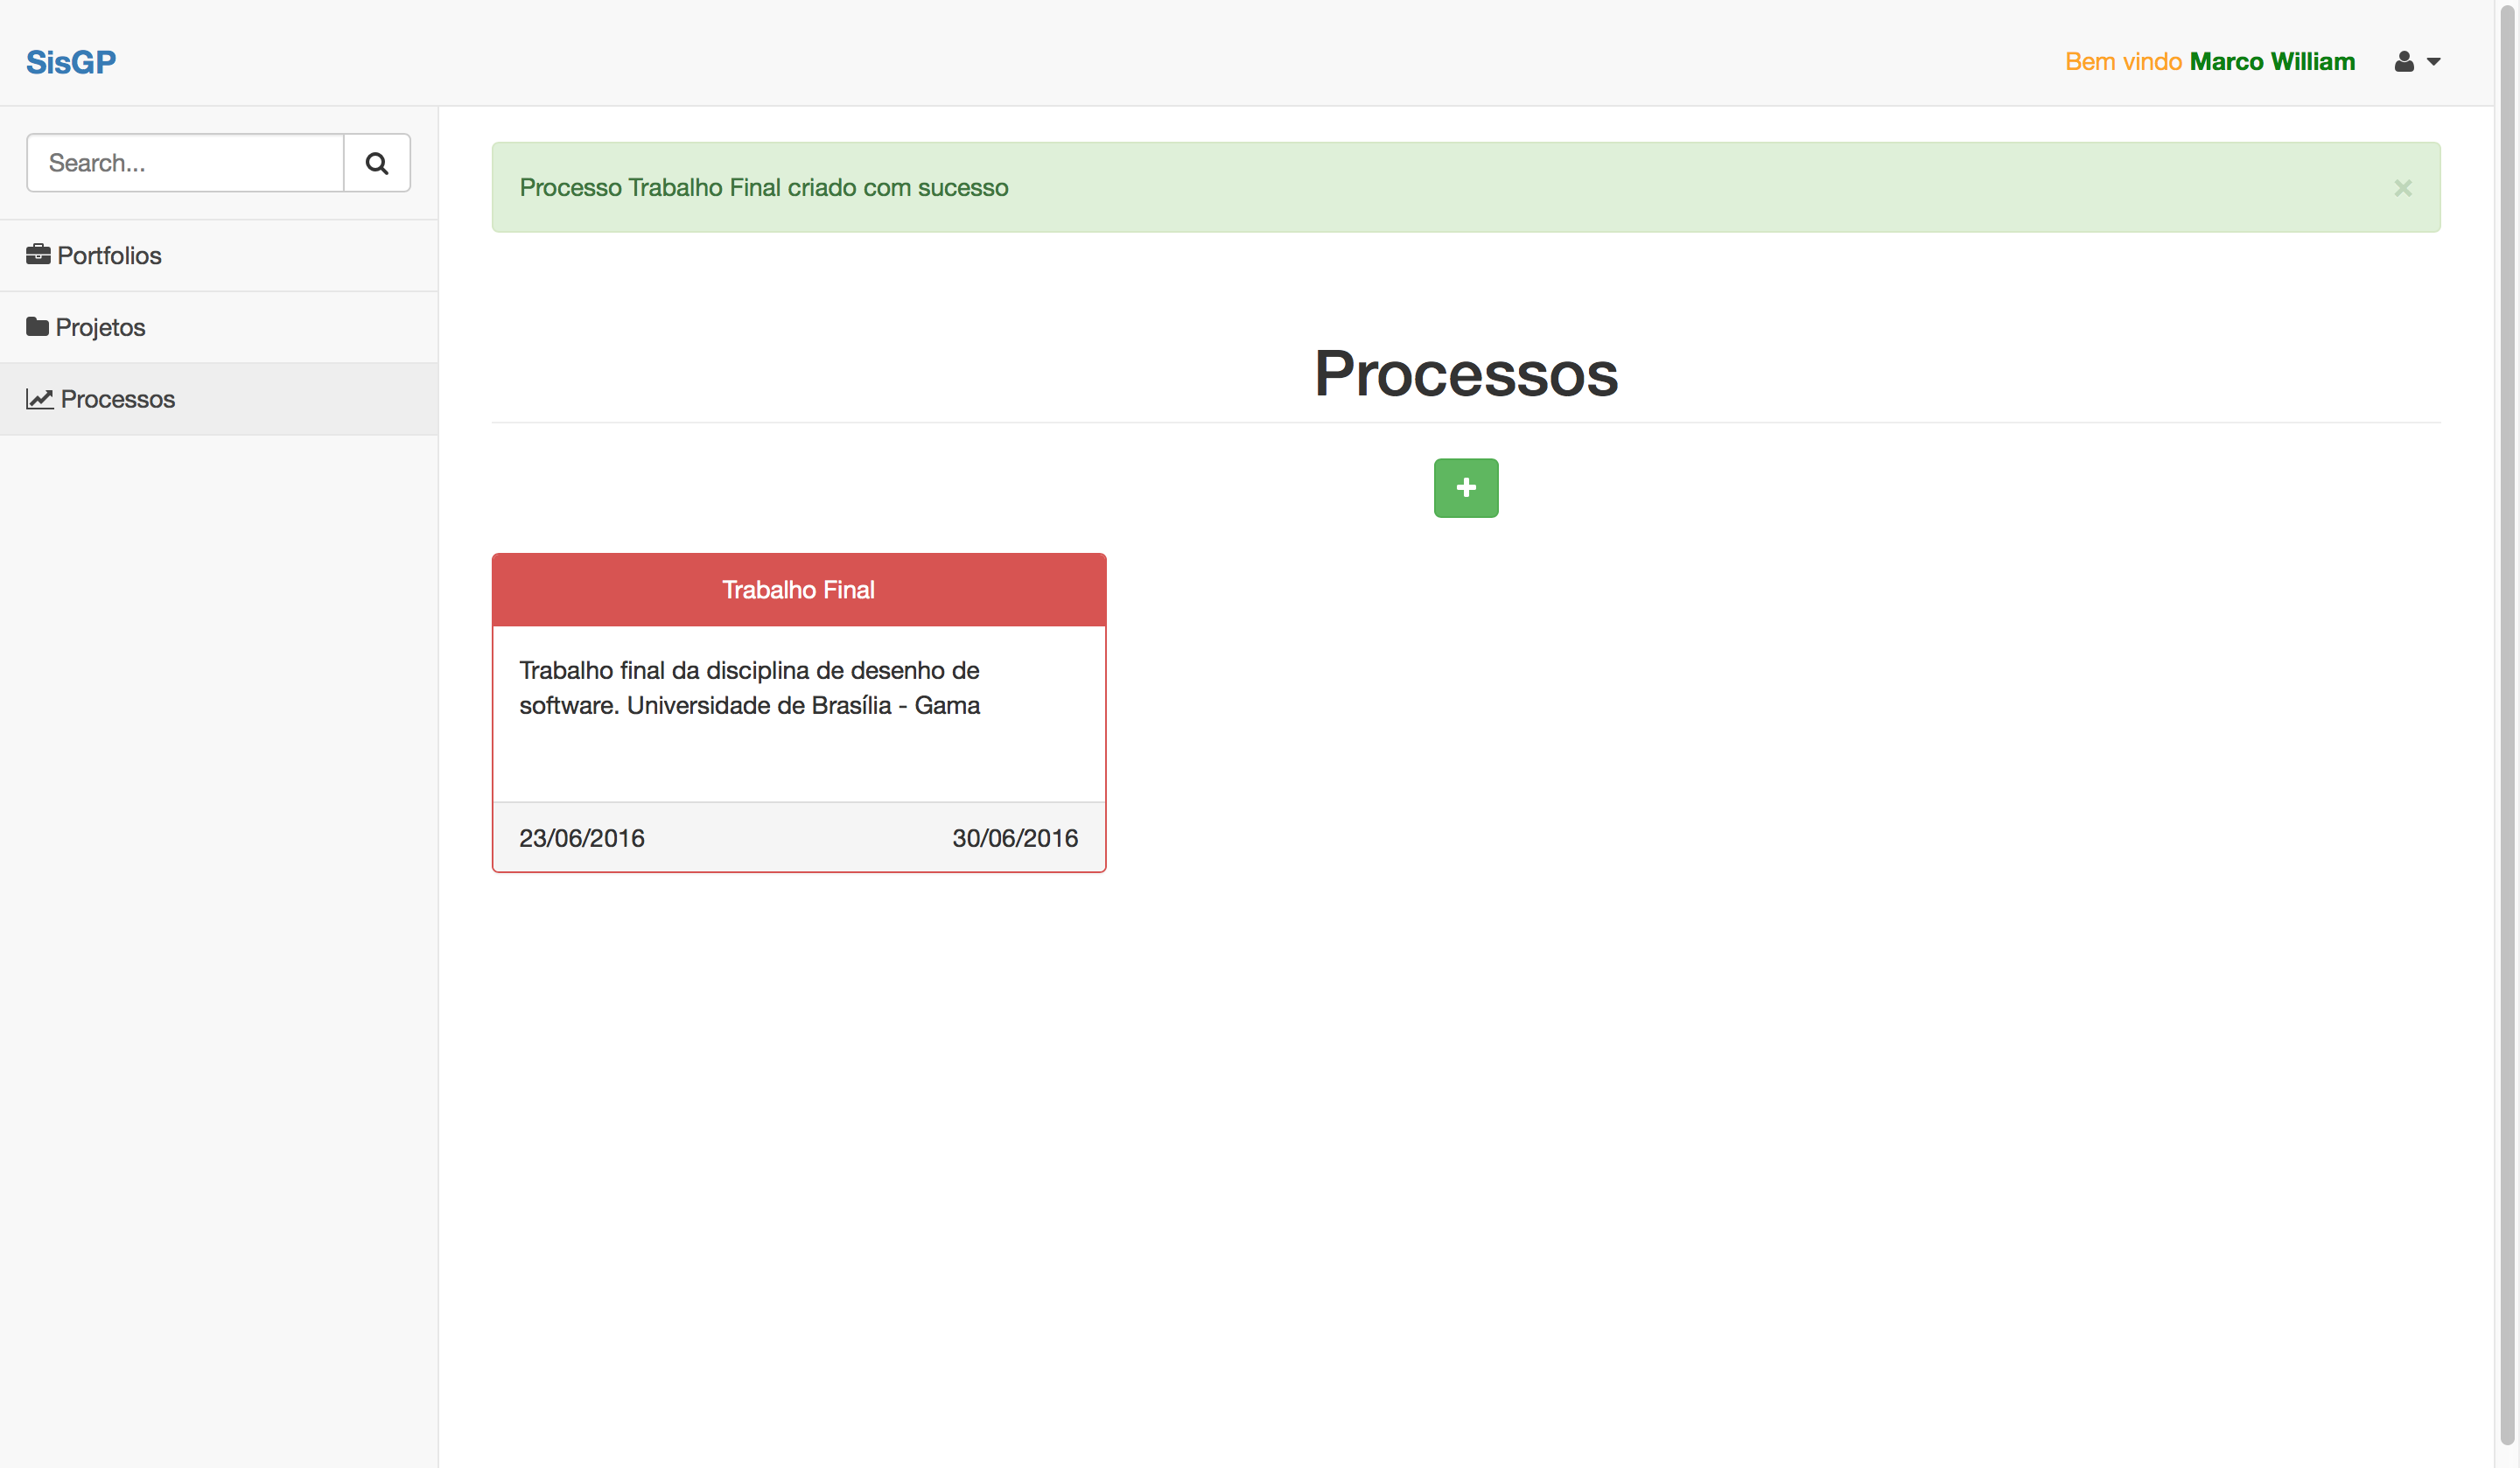 SisGP
Bem vindo Marco William
Search...
Portfolios
Projetos
Processos
Processo Trabalho Final criado com sucesso
Processos
Trabalho Final
Trabalho final da disciplina de desenho de
software. Universidade de Brasília - Gama
23/06/2016 30/06/2016